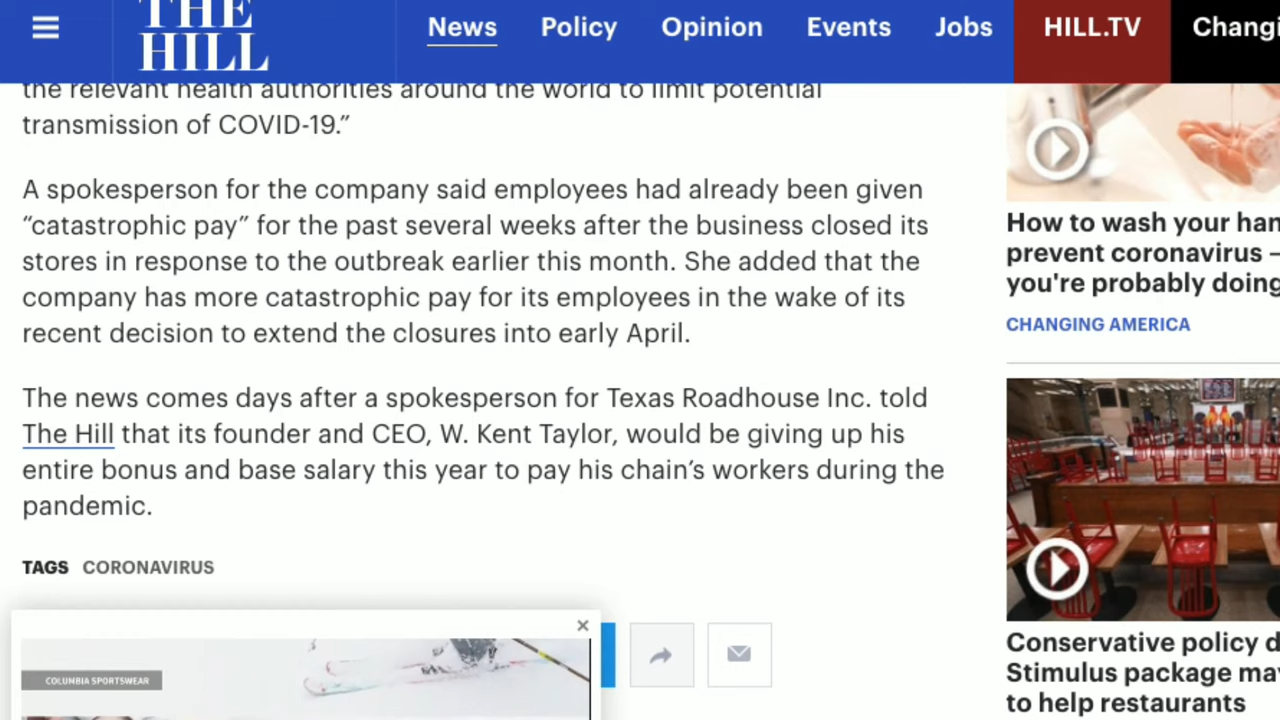 THE
HILL
News
Policy
Opinion
Events
Jobs
HILL.TV
Changi
the relevant health authorities around the world to limit potential
transmission of COVID-19.”
A spokesperson for the company said employees had already been given
“catastrophic pay” for the past several weeks after the business closed its
stores in response to the outbreak earlier this month. She added that the
company has more catastrophic pay for its employees in the wake of its
recent decision to extend the closures into early April.
The news comes days after a spokesperson for Texas Roadhouse Inc. told
The Hill that its founder and CEO, W. Kent Taylor, would be giving up his
entire bonus and base salary this year to pay his chain’s workers during the
pandemic.
TAGS CORONAVIRUS
COLUMBIA SPORTSWEAR
How to wash your han
prevent coronavirus –
you're probably doing
CHANGING AMERICA
Conservative policy d
Stimulus package may
to help restaurants